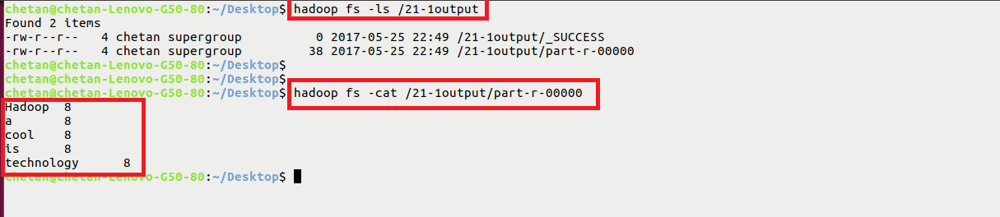 chetan@chetan-Lenovo-G50-80:~/Desktop$ hadoop fs -ls /21-1output
Found 2 items
-rw-r--r--   4 chetan supergroup          0 2017-05-25 22:49 /21-1output/_SUCCESS
-rw-r--r--   4 chetan supergroup         38 2017-05-25 22:49 /21-1output/part-r-00000
chetan@chetan-Lenovo-G50-80:~/Desktop$
chetan@chetan-Lenovo-G50-80:~/Desktop$
chetan@chetan-Lenovo-G50-80:~/Desktop$ hadoop fs -cat /21-1output/part-r-00000
Hadoop  8
a       8
cool    8
is      8
technology      8
chetan@chetan-Lenovo-G50-80:~/Desktop$